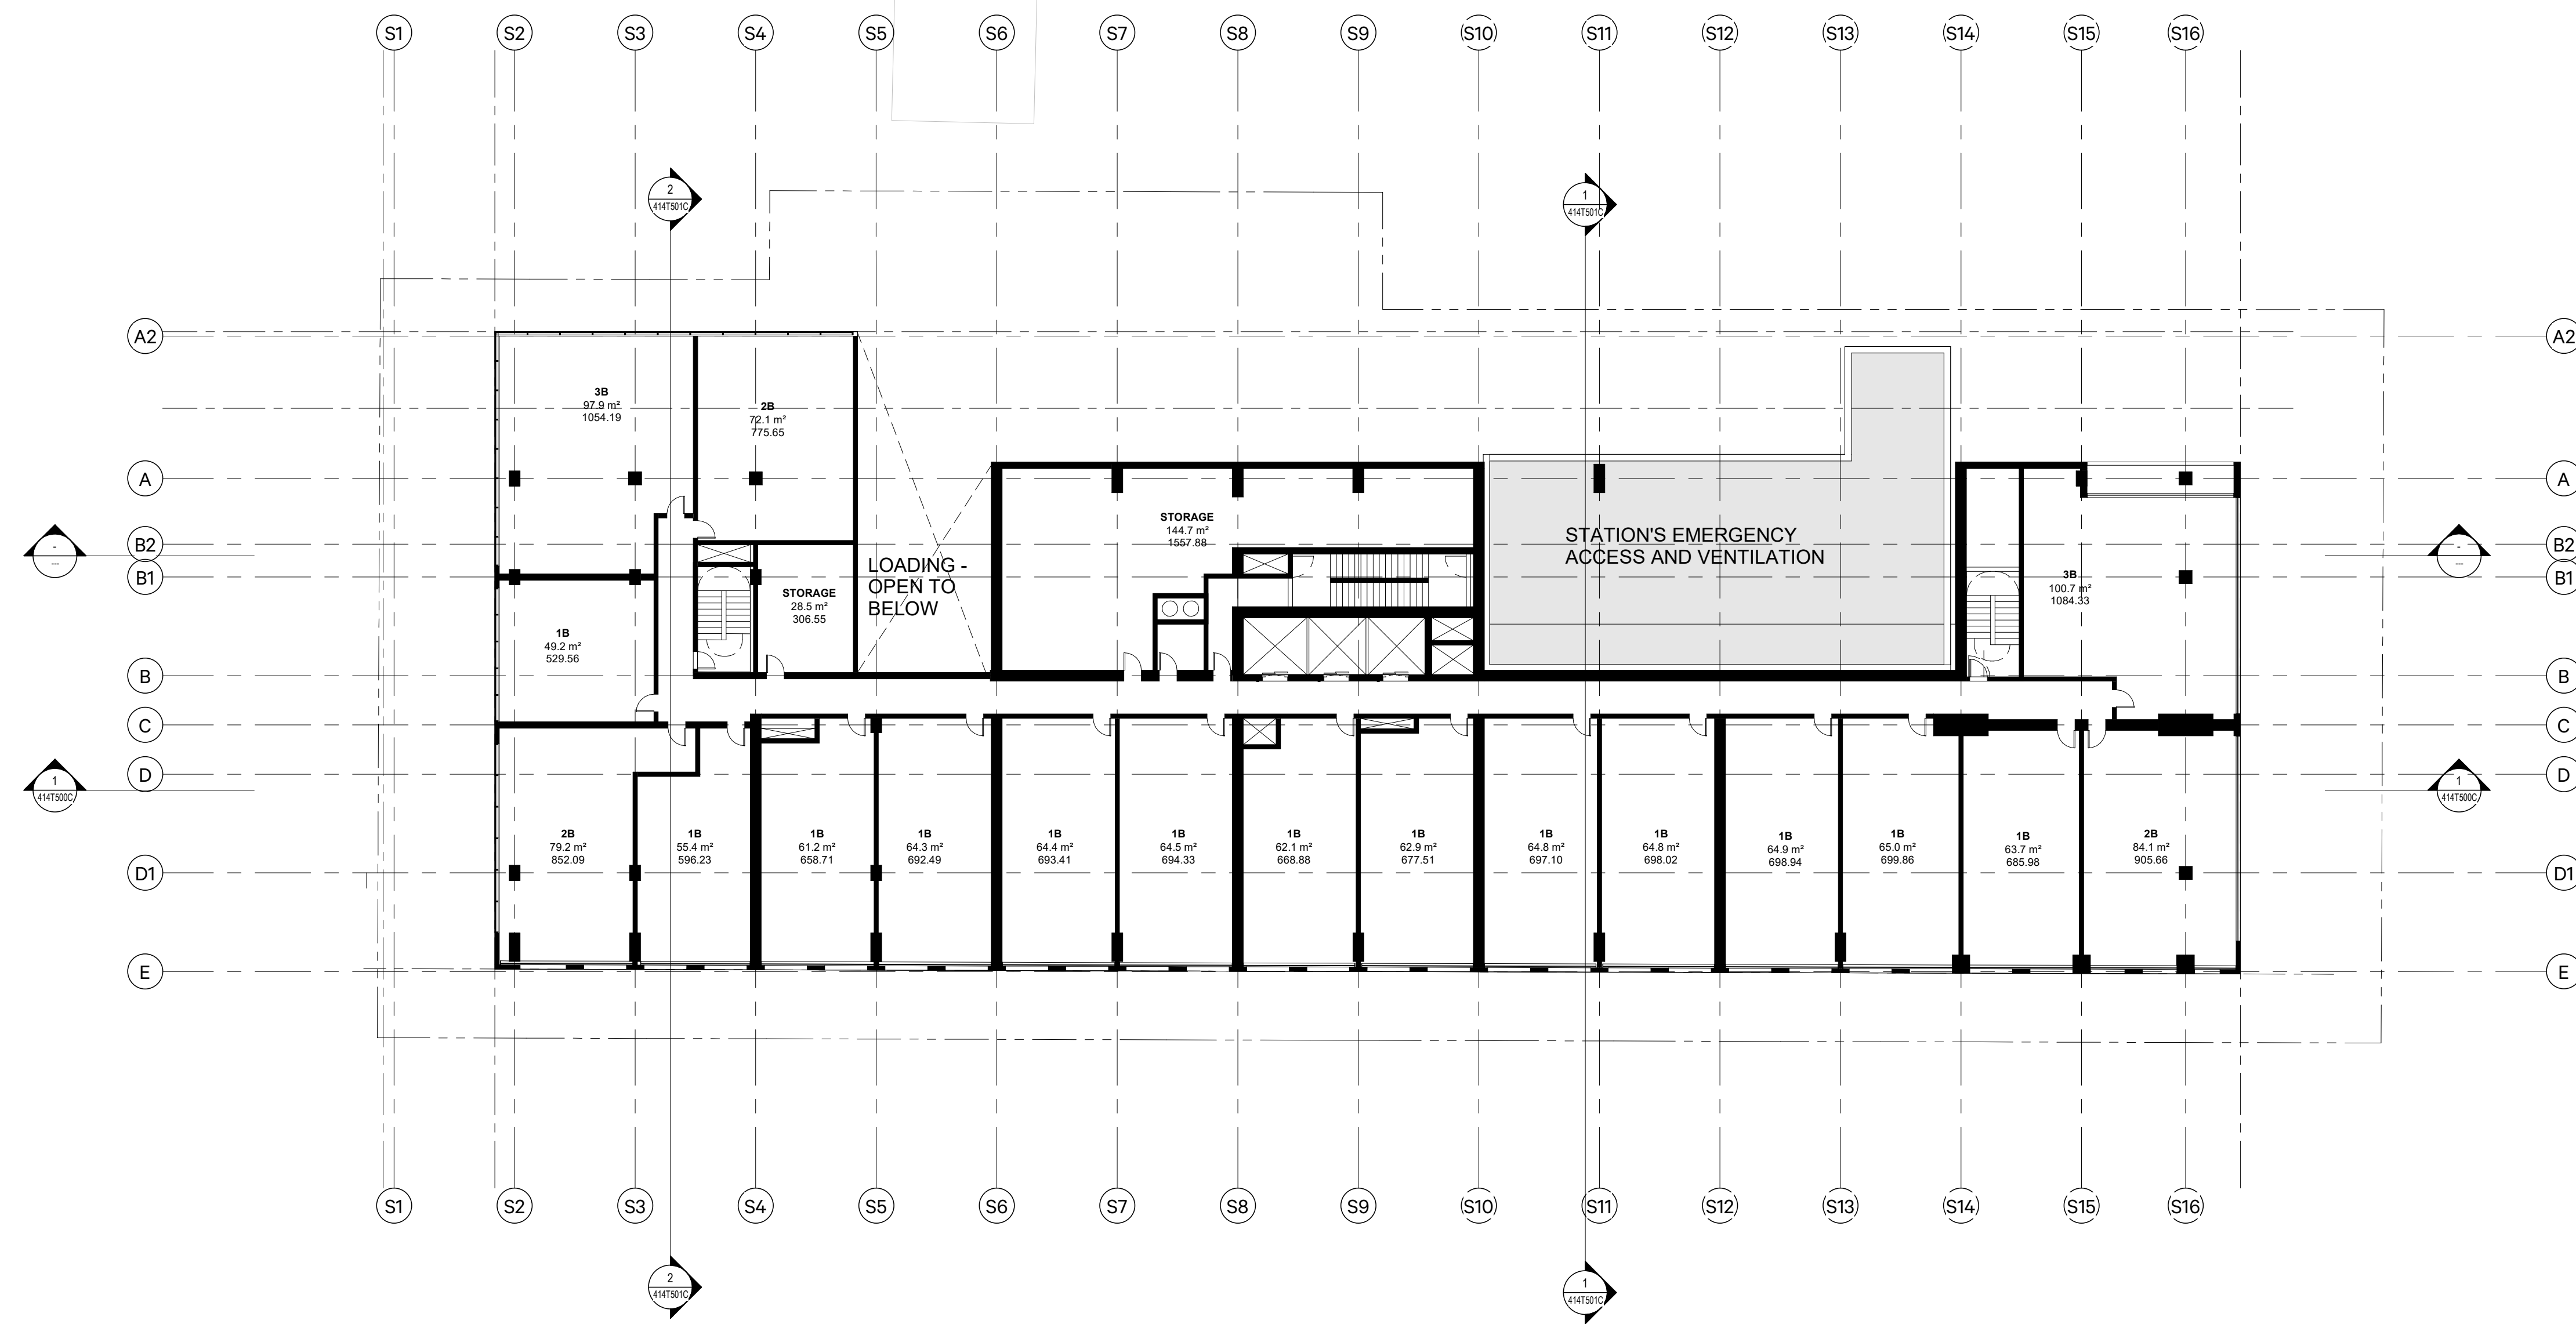 S1 S2 S3 S4 S5 S6 S7 S8 S9 S10 S11 S12 S13 S14 S15 S16
2
414T501C
1
414T501C
A2 A2
3B
97.9 m²
1054.19
2B
72.1 m²
775.65
A A
STORAGE
144.7 m²
1557.88
STATION'S EMERGENCY
ACCESS AND VENTILATION
B2 B2
-
---
-
---
B1 B1
LOADING -
OPEN TO
BELOW
STORAGE
28.5 m²
306.55
3B
100.7 m²
1084.33
1B
49.2 m²
529.56
B B
C C
D D
1
414T500C
1
414T500C
2B
79.2 m²
852.09
1B
55.4 m²
596.23
1B
61.2 m²
658.71
1B
64.3 m²
692.49
1B
64.4 m²
693.41
1B
64.5 m²
694.33
1B
62.1 m²
668.88
1B
62.9 m²
677.51
1B
64.8 m²
697.10
1B
64.8 m²
698.02
1B
64.9 m²
698.94
1B
65.0 m²
699.86
1B
63.7 m²
685.98
2B
84.1 m²
905.66
D1 D1
E E
S1 S2 S3 S4 S5 S6 S7 S8 S9 S10 S11 S12 S13 S14 S15 S16
2
414T501C
1
414T501C